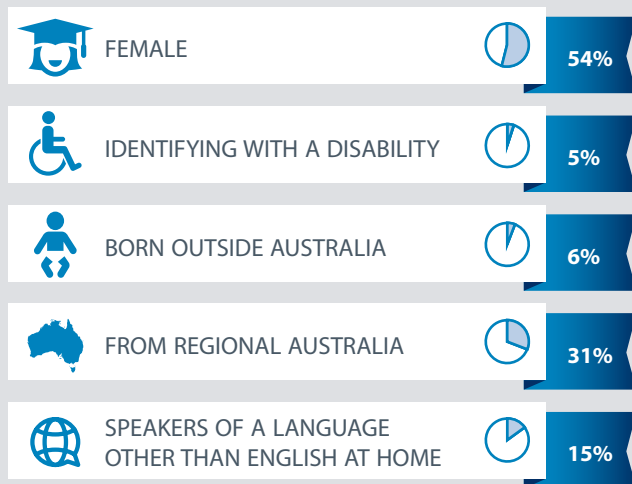 FEMALE
54%
IDENTIFYING WITH A DISABILITY
5%
BORN OUTSIDE AUSTRALIA
6%
FROM REGIONAL AUSTRALIA
31%
SPEAKERS OF A LANGUAGE
OTHER THAN ENGLISH AT HOME
15%